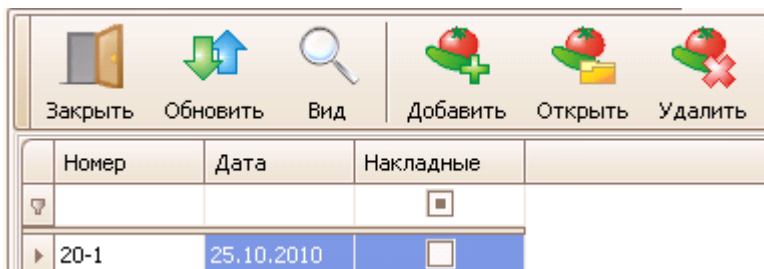 Закрыть Обновить Вид Добавить Открыть Удалить
Номер Дата Накладные
20-1 25.10.2010